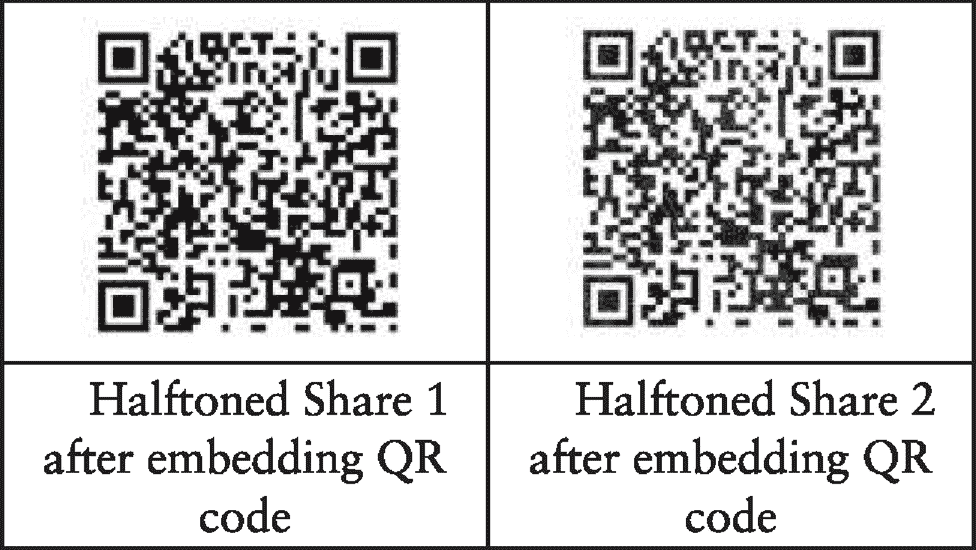 Halftoned Share 1
after embedding QR
code
Halftoned Share 2
after embedding QR
code